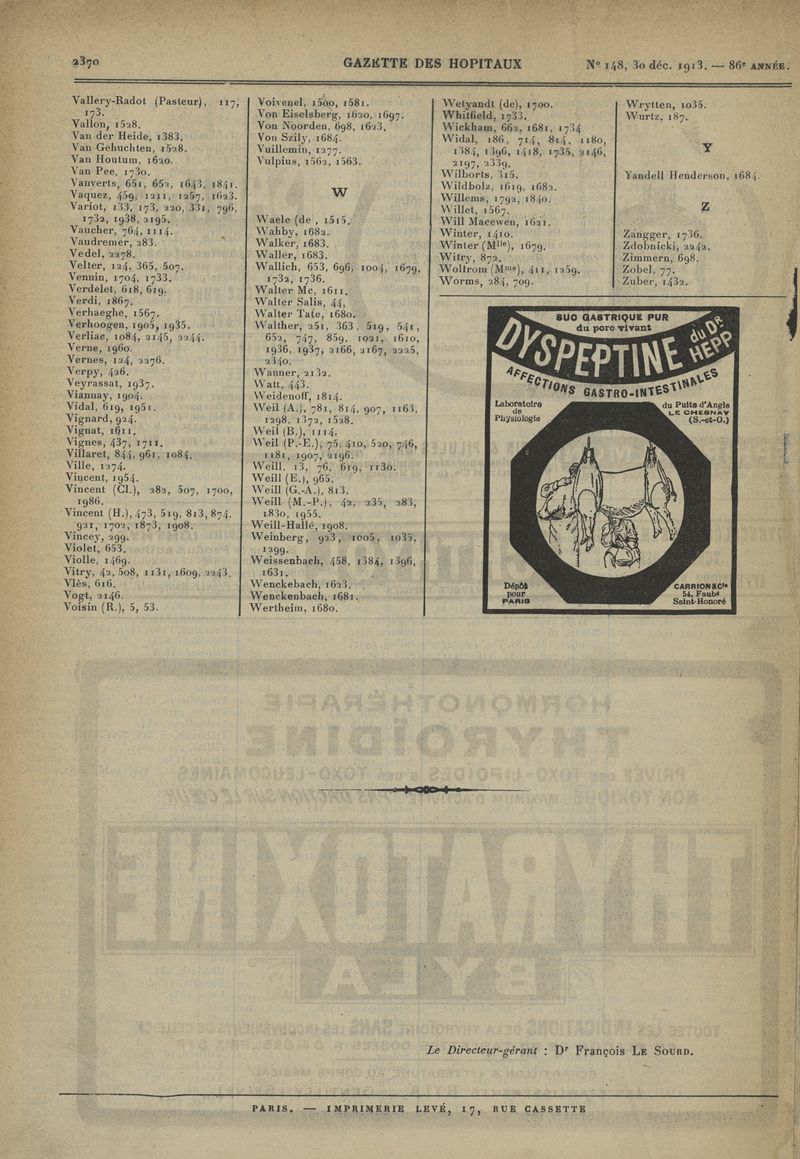 2370
GAZETTE DES HOPITAUX
N° 148, 30 déc. 1913. — 86e ANNÉE.
Vallery-Radot (Pasteur), 117,
173.
Vallon, 1528.
Van der Heide, 1383.
Van Gehuchten, 1528.
Van Houtum, 1620.
Van Pee, 1730.
Vanverts, 651, 652, 1643, 1841.
Vaquez, 459, 1211, 1257, 1623.
Variot, 133, 173, 220, 331, 796,
1732, 1938, 2195.
Vaucher, 764, 1114.
Vaudremer, 283.
Vedel, 2278.
Velter, 124, 365, 507.
Vennin, 1704, 1733.
Verdelet, 618, 619.
Verdi, 1867.
Verhaeghe, 1567.
Verhoogen, 1905, 1935.
Verliac, 1084, 2145, 2244.
Verne, 1960.
Vernes, 124, 2276.
Verpy, 426.
Veyrassat, 1937.
Viannay, 1904.
Vidal, 619, 1951.
Vignard, 924.
Vignat, 1611.
Vignes, 437, 1711.
Villaret, 844, 961, 1084.
Ville, 1274.
Vincent, 1954.
Vincent (Cl.), 282, 507, 1700,
1986.
Vincent (H.), 473, 519, 813, 874,
921, 1702, 1873, 1908.
Vincey, 299.
Violet, 653.
Violle, 1469.
Vitry, 42, 508, 1131, 1609, 2243.
Vlès, 616.
Vogt, 2146.
Voisin (R.), 5, 53.
Voivenel, 1500, 1581.
Von Eiselsberg, 1620, 1697.
Von Noorden, 698, 1623.
Von Szily, 1684.
Vuillemin, 1277.
Vulpius, 1562, 1563.
W
Waele (de , 1515.
Wahby, 1682.
Walker, 1683.
Waller, 1683.
Wallich, 653, 696, 1004, 1679,
1732, 1736.
Walter Mc, 1611.
Walter Salis, 44,
Walter Tate, 1680.
Walther, 251, 363, 519, 541,
652, 747, 859, 1021, 1610,
1936, 1937, 2166, 2167, 2225,
2340.
Wanner, 2132.
Watt, 443.
Weidenoff, 1814.
Weil (A.), 781, 814, 907, 1163,
1298, 1372, 1528.
Weil (B.), 1114.
Weil (P.-E.), 75, 410, 520, 746,
1181, 1907, 2196.
Weill, 13, 76, 619, 1130.
Weill (E.), 965.
Weill (G.-A.), 813.
Weill (M.-P.), 42, 235, 283,
1830, 1955.
Weill-Hallé, 1908.
Weinberg, 923, 1005, 1035,
1299.
Weissenbach, 458, 1384, 1396,
1631.
Wenckebach, 1623.
Wenckenbach, 1681.
Wertheim, 1680.
Wetyandt (de), 1700.
Whitfield, 1733.
Wickham, 662, 1681, 1734
Widal, 186, 714, 814, 1180,
1384, 1396, 1418, 1735, 2146,
2197, 2339.
Wilborts, 315.
Wildbolz, 1619, 1682.
Willems, 1792, 1840.
Willet, 1567.
Will Macewen, 1621.
Winter, 1410.
Winter (Mlle), 1679.
Witry, 872.
Woltrom (Mme), 411, 1259.
Worms, 284, 709.
Wrytten, 1035.
Wurtz, 187.
Y
Yandell Henderson, 1684.
Z
Zangger, 1736.
Zdobnicki, 2242.
Zimmern, 698.
Zobel, 77.
Zuber, 1432.
SUC GASTRIQUE PUR
du porc vivant
DYSPEPTINE
du Dr HEPP
AFFECTIONS GASTRO-INTESTINALES
Laboratoire
de
Physiologie
du Puits d'Angle
LE CHESNAY
(S.-et-O.)
Dépôt
pour
PARIS
CARRION & Cie
54, Faubg
Saint-Honoré
Le Directeur-gérant : Dr François LE SOURD.
PARIS. — IMPRIMERIE LEVÉ, 17, RUE CASSETTE